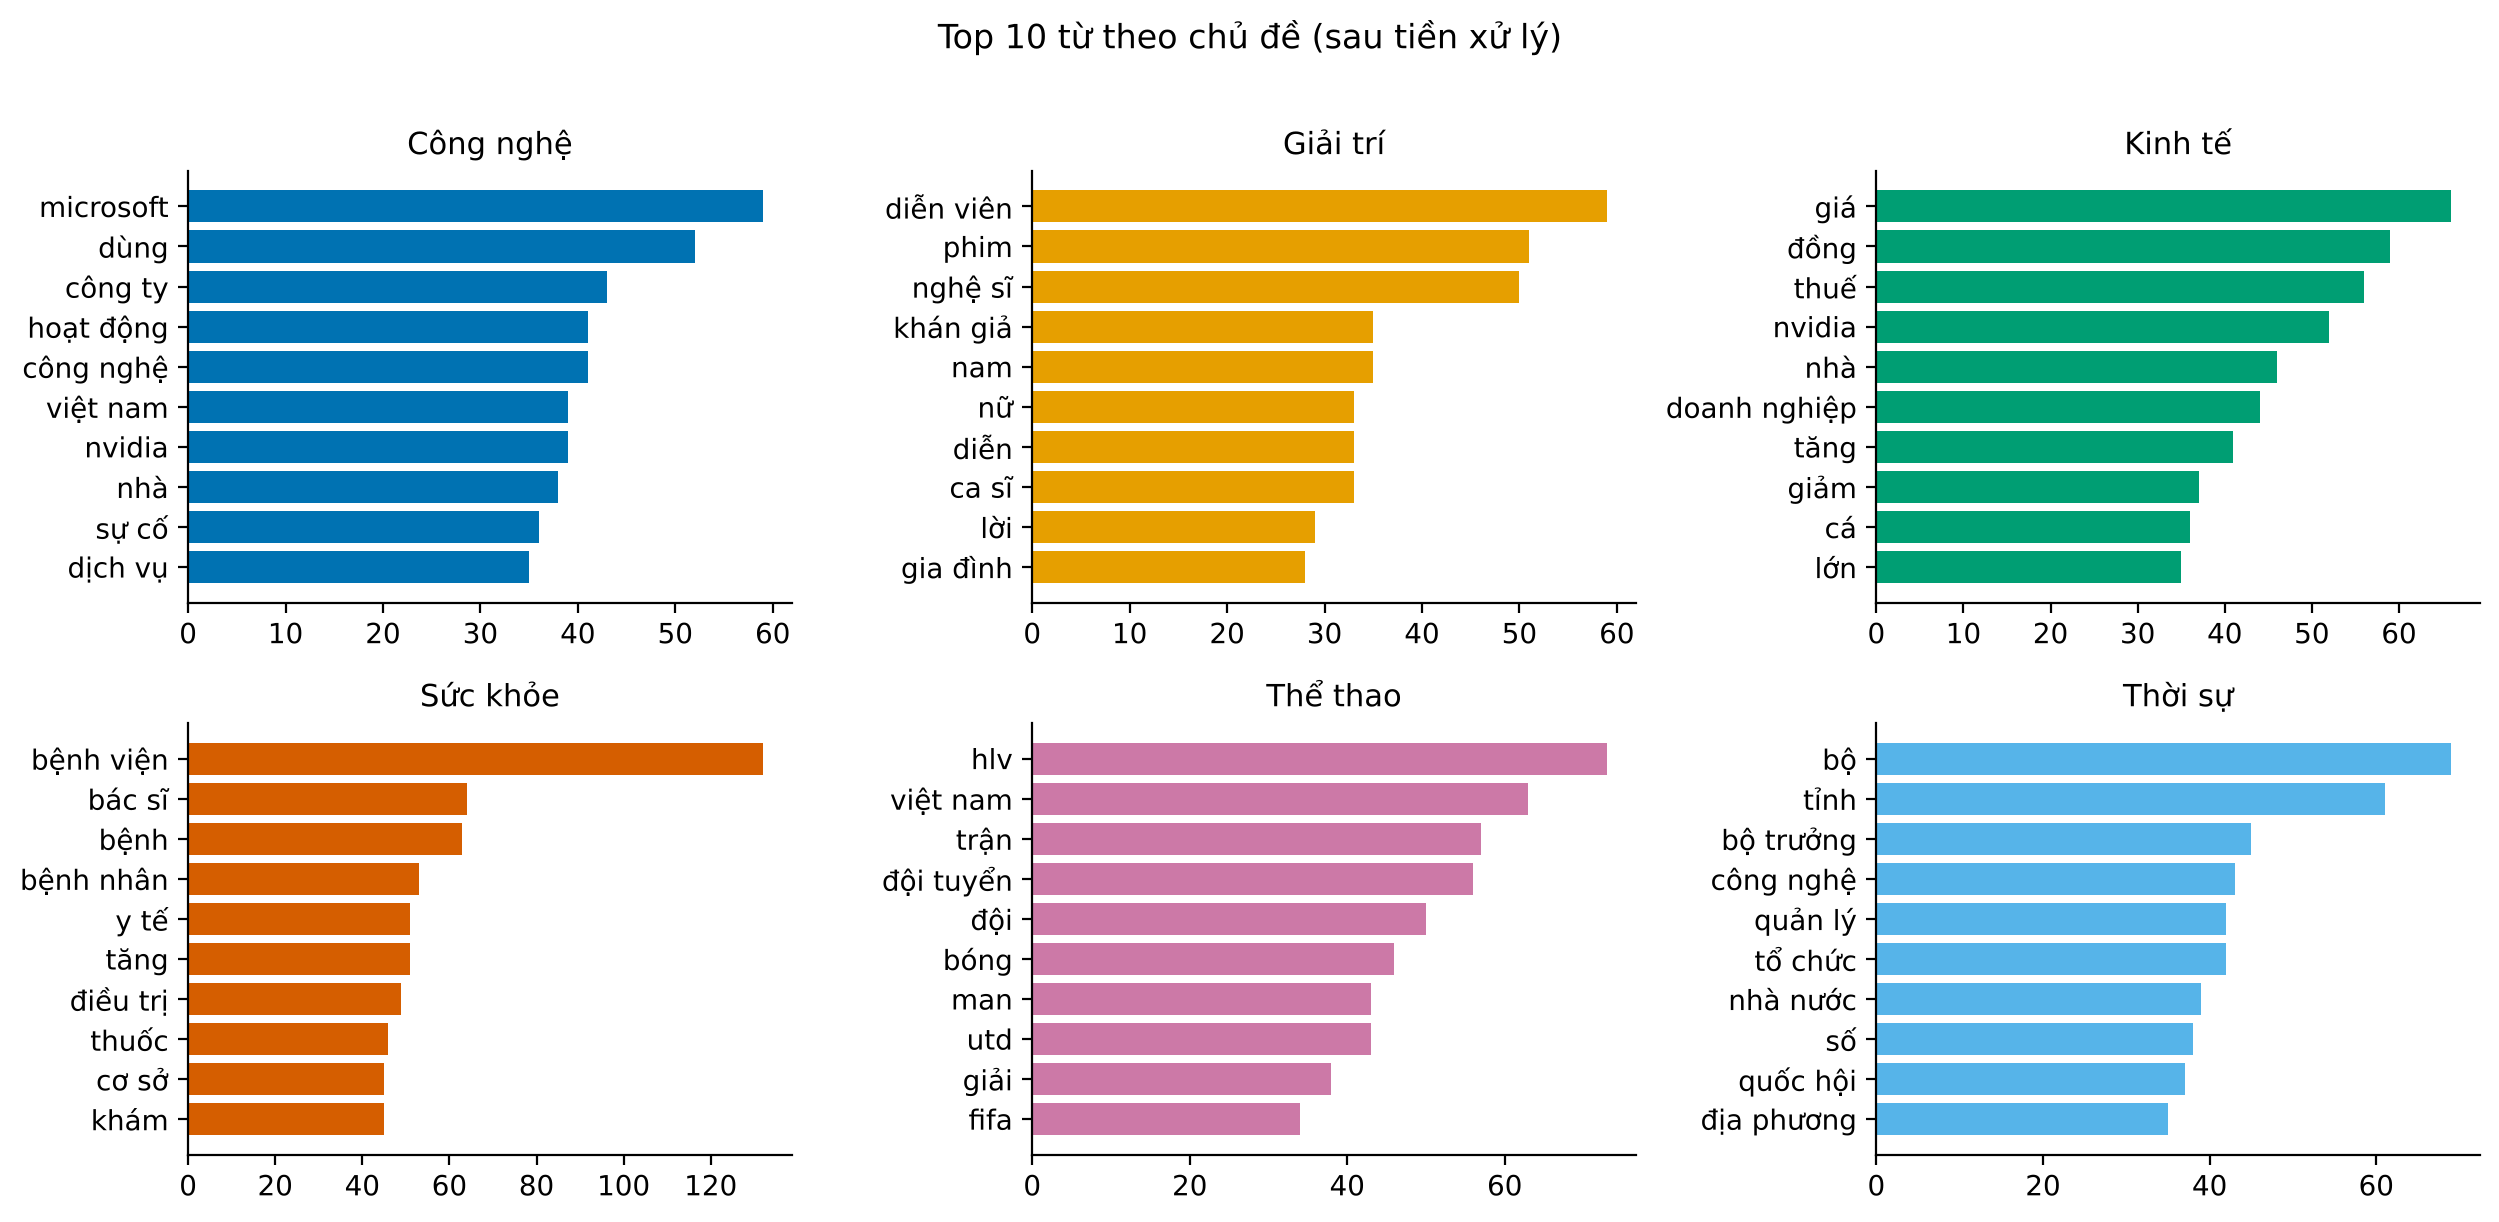 Top 10 từ theo chủ đề (sau tiền xử lý)
Công nghệ
microsoft
dùng
công ty
hoạt động
công nghệ
việt nam
nvidia
nhà
sự cố
dịch vụ
0 10 20 30 40 50 60
Giải trí
diễn viên
phim
nghệ sĩ
khán giả
nam
nữ
diễn
ca sĩ
lời
gia đình
0 10 20 30 40 50 60
Kinh tế
giá
đồng
thuế
nvidia
nhà
doanh nghiệp
tăng
giảm
cá
lớn
0 10 20 30 40 50 60
Sức khỏe
bệnh viện
bác sĩ
bệnh
bệnh nhân
y tế
tăng
điều trị
thuốc
cơ sở
khám
0 20 40 60 80 100 120
Thể thao
hlv
việt nam
trận
đội tuyển
đội
bóng
man
utd
giải
fifa
0 20 40 60
Thời sự
bộ
tỉnh
bộ trưởng
công nghệ
quản lý
tổ chức
nhà nước
số
quốc hội
địa phương
0 20 40 60